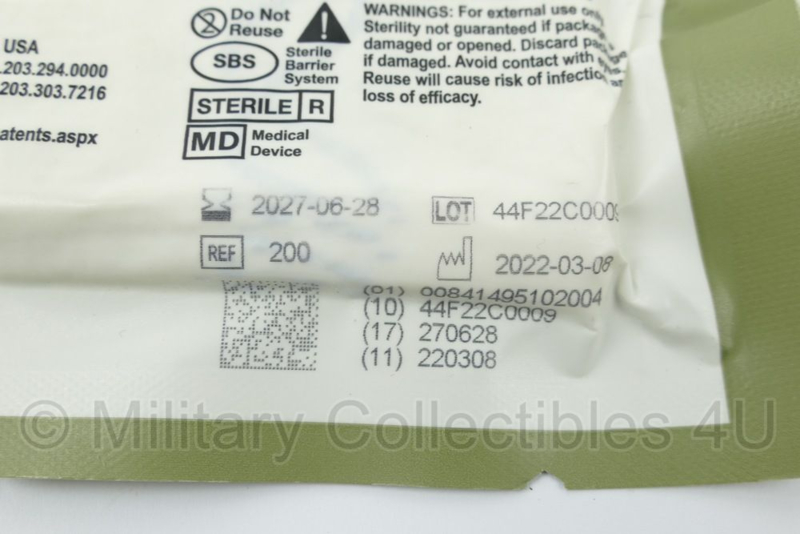 USA
.203.294.0000
203.303.7216
atents.aspx
Do Not
Reuse
SBS
Sterile
Barrier
System
STERILE R
MD
Medical
Device
WARNINGS: For external use only
Sterility not guaranteed if package
damaged or opened. Discard
if damaged. Avoid contact with
Reuse will cause risk of infection
loss of efficacy.
2027-06-28
LOT 44F22C0009
REF 200
2022-03-08
(01) 00841495102004
(10) 44F22C0009
(17) 270628
(11) 220308
© Military Collectibles 4U